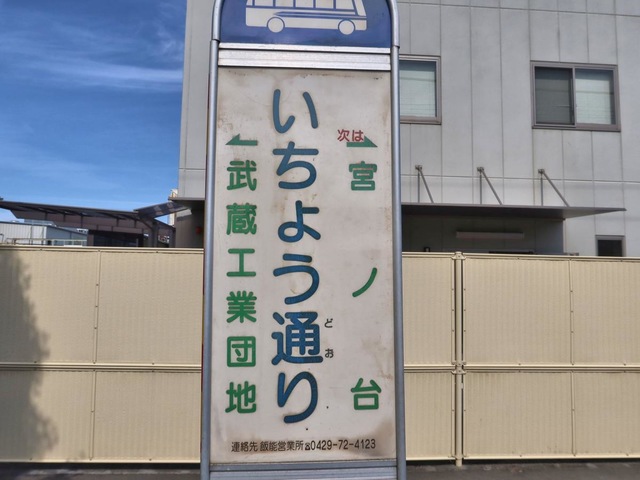 次は
宮ノ台
いちょう通り
どお
武蔵工業団地
連絡先 飯能営業所☎0429-72-4123